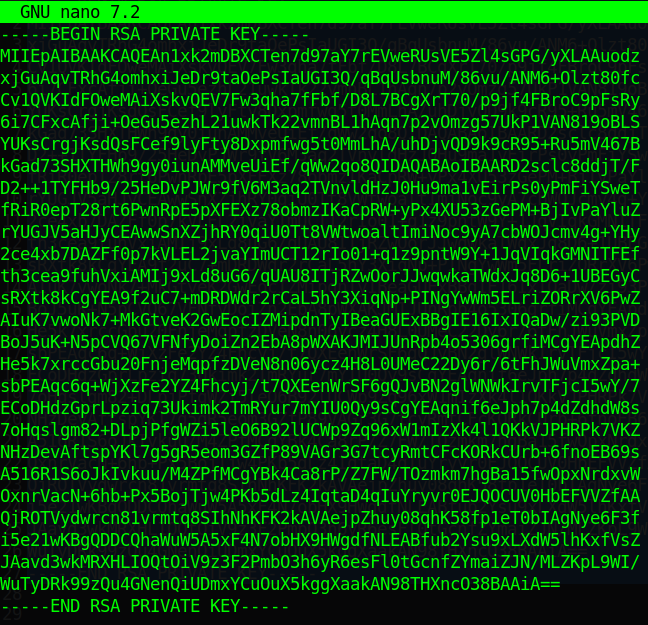 GNU nano 7.2
-----BEGIN RSA PRIVATE KEY-----
MIIEpAIBAAKCAQEAn1xk2mDBXCTen7d97aY7rEVweRUsVE5Zl4sGPG/yXLAAuodz
xjGuAqvTRhG4omhxiJeDr9taOePsIaUGI3Q/qBqUsbnuM/86vu/ANM6+Olzt80fc
Cv1QVKIdFOweMAiXskvQEV7Fw3qha7fFbf/D8L7BCgXrT70/p9jf4FBroC9pFsRy
6i7CFxcAfji+OeGu5ezhL21uwkTk22vmnBL1hAqn7p2vOmzg57UkP1VAN819oBLS
YUKsCrgjKsdQsFCef9lyFty8Dxpmfwg5t0MmLhA/uhDjvQD9k9cR95+Ru5mV467B
kGad73SHXTHWh9gy0iunAMMveUiEf/qWw2qo8QIDAQABAoIBAARD2sclc8ddjT/F
D2++1TYFHb9/25HeDvPJWr9fV6M3aq2TVnvldHzJ0Hu9ma1vEirPs0yPmFiYSweT
fRiR0epT28rt6PwnRpE5pXFEXz78obmzIKaCpRW+yPx4XU53zGePM+BjIvPaYluZ
rYUGJV5aHJyCEAwwSnXZjhRY0qiU0Tt8VWtwoaltImiNoc9yA7cbWOJcmv4g+YHy
2ce4xb7DAZFf0p7kVLEL2jvaYImUCT12rIo01+q1z9pntW9Y+1JqVIqkGMNITFEf
th3cea9fuhVxiAMIj9xLd8uG6/qUAU8ITjRZwOorJJwqwkaTWdxJq8D6+1UBEGyC
sRXtk8kCgYEA9f2uC7+mDRDWdr2rCaL5hY3XiqNp+PINgYwWm5ELriZORrXV6PwZ
AIuK7vwoNk7+MkGtveK2GwEocIZMipdnTyIBeaGUExBBgIE16IxIQaDw/zi93PVD
BoJ5uK+N5pCVQ67VFNfyDoiZn2EbA8pWXAKJMIJUnRpb4o5306grfiMCgYEApdhZ
He5k7xrccGbu20FnjeMqpfzDVeN8n06ycz4H8L0UMeC22Dy6r/6tFhJWuVmxZpa+
sbPEAqc6q+WjXzFe2YZ4Fhcyj/t7QXEenWrSF6gQJvBN2glWNWkIrvTFjcI5wY/7
ECoDHdzGprLpziq73Ukimk2TmRYur7mYIU0Qy9sCgYEAqnif6eJph7p4dZdhdW8s
7oHqslgm82+DLpjPfgWZi5leO6B92lUCWp9Zq96xW1mIzXk4l1QKkVJPHRPk7VKZ
NHzDevAftspYKl7g5gR5eom3GZfP89VAGr3G7tcyRmtCFcKORkCUrb+6fnoEB69s
A516R1S6oJkIvkuu/M4ZPfMCgYBk4Ca8rP/Z7FW/TOzmkm7hgBa15fwOpxNrdxvW
OxnrVacN+6hb+Px5BojTjw4PKb5dLz4IqtaD4qIuYryvr0EJQOCUV0HbEFVVZfAA
QjROTVydwrcn81vrmtq8SIhNhKFK2kAVAejpZhuy08qhK58fp1eT0bIAgNye6F3f
i5e21wKBgQDDCQhaWuW5A5xF4N7obHX9HWgdfNLEABfub2Ysu9xLXdW5lhKxfVsZ
JAavd3wkMRXHLIOQtOiV9z3F2PmbO3h6yR6esFl0tGcnfZYmaiZJN/MLZKpL9WI/
WuTyDRk99zQu4GNenQiUDmxYCuOuX5kggXaakAN98THXncO38BAAiA==
-----END RSA PRIVATE KEY-----